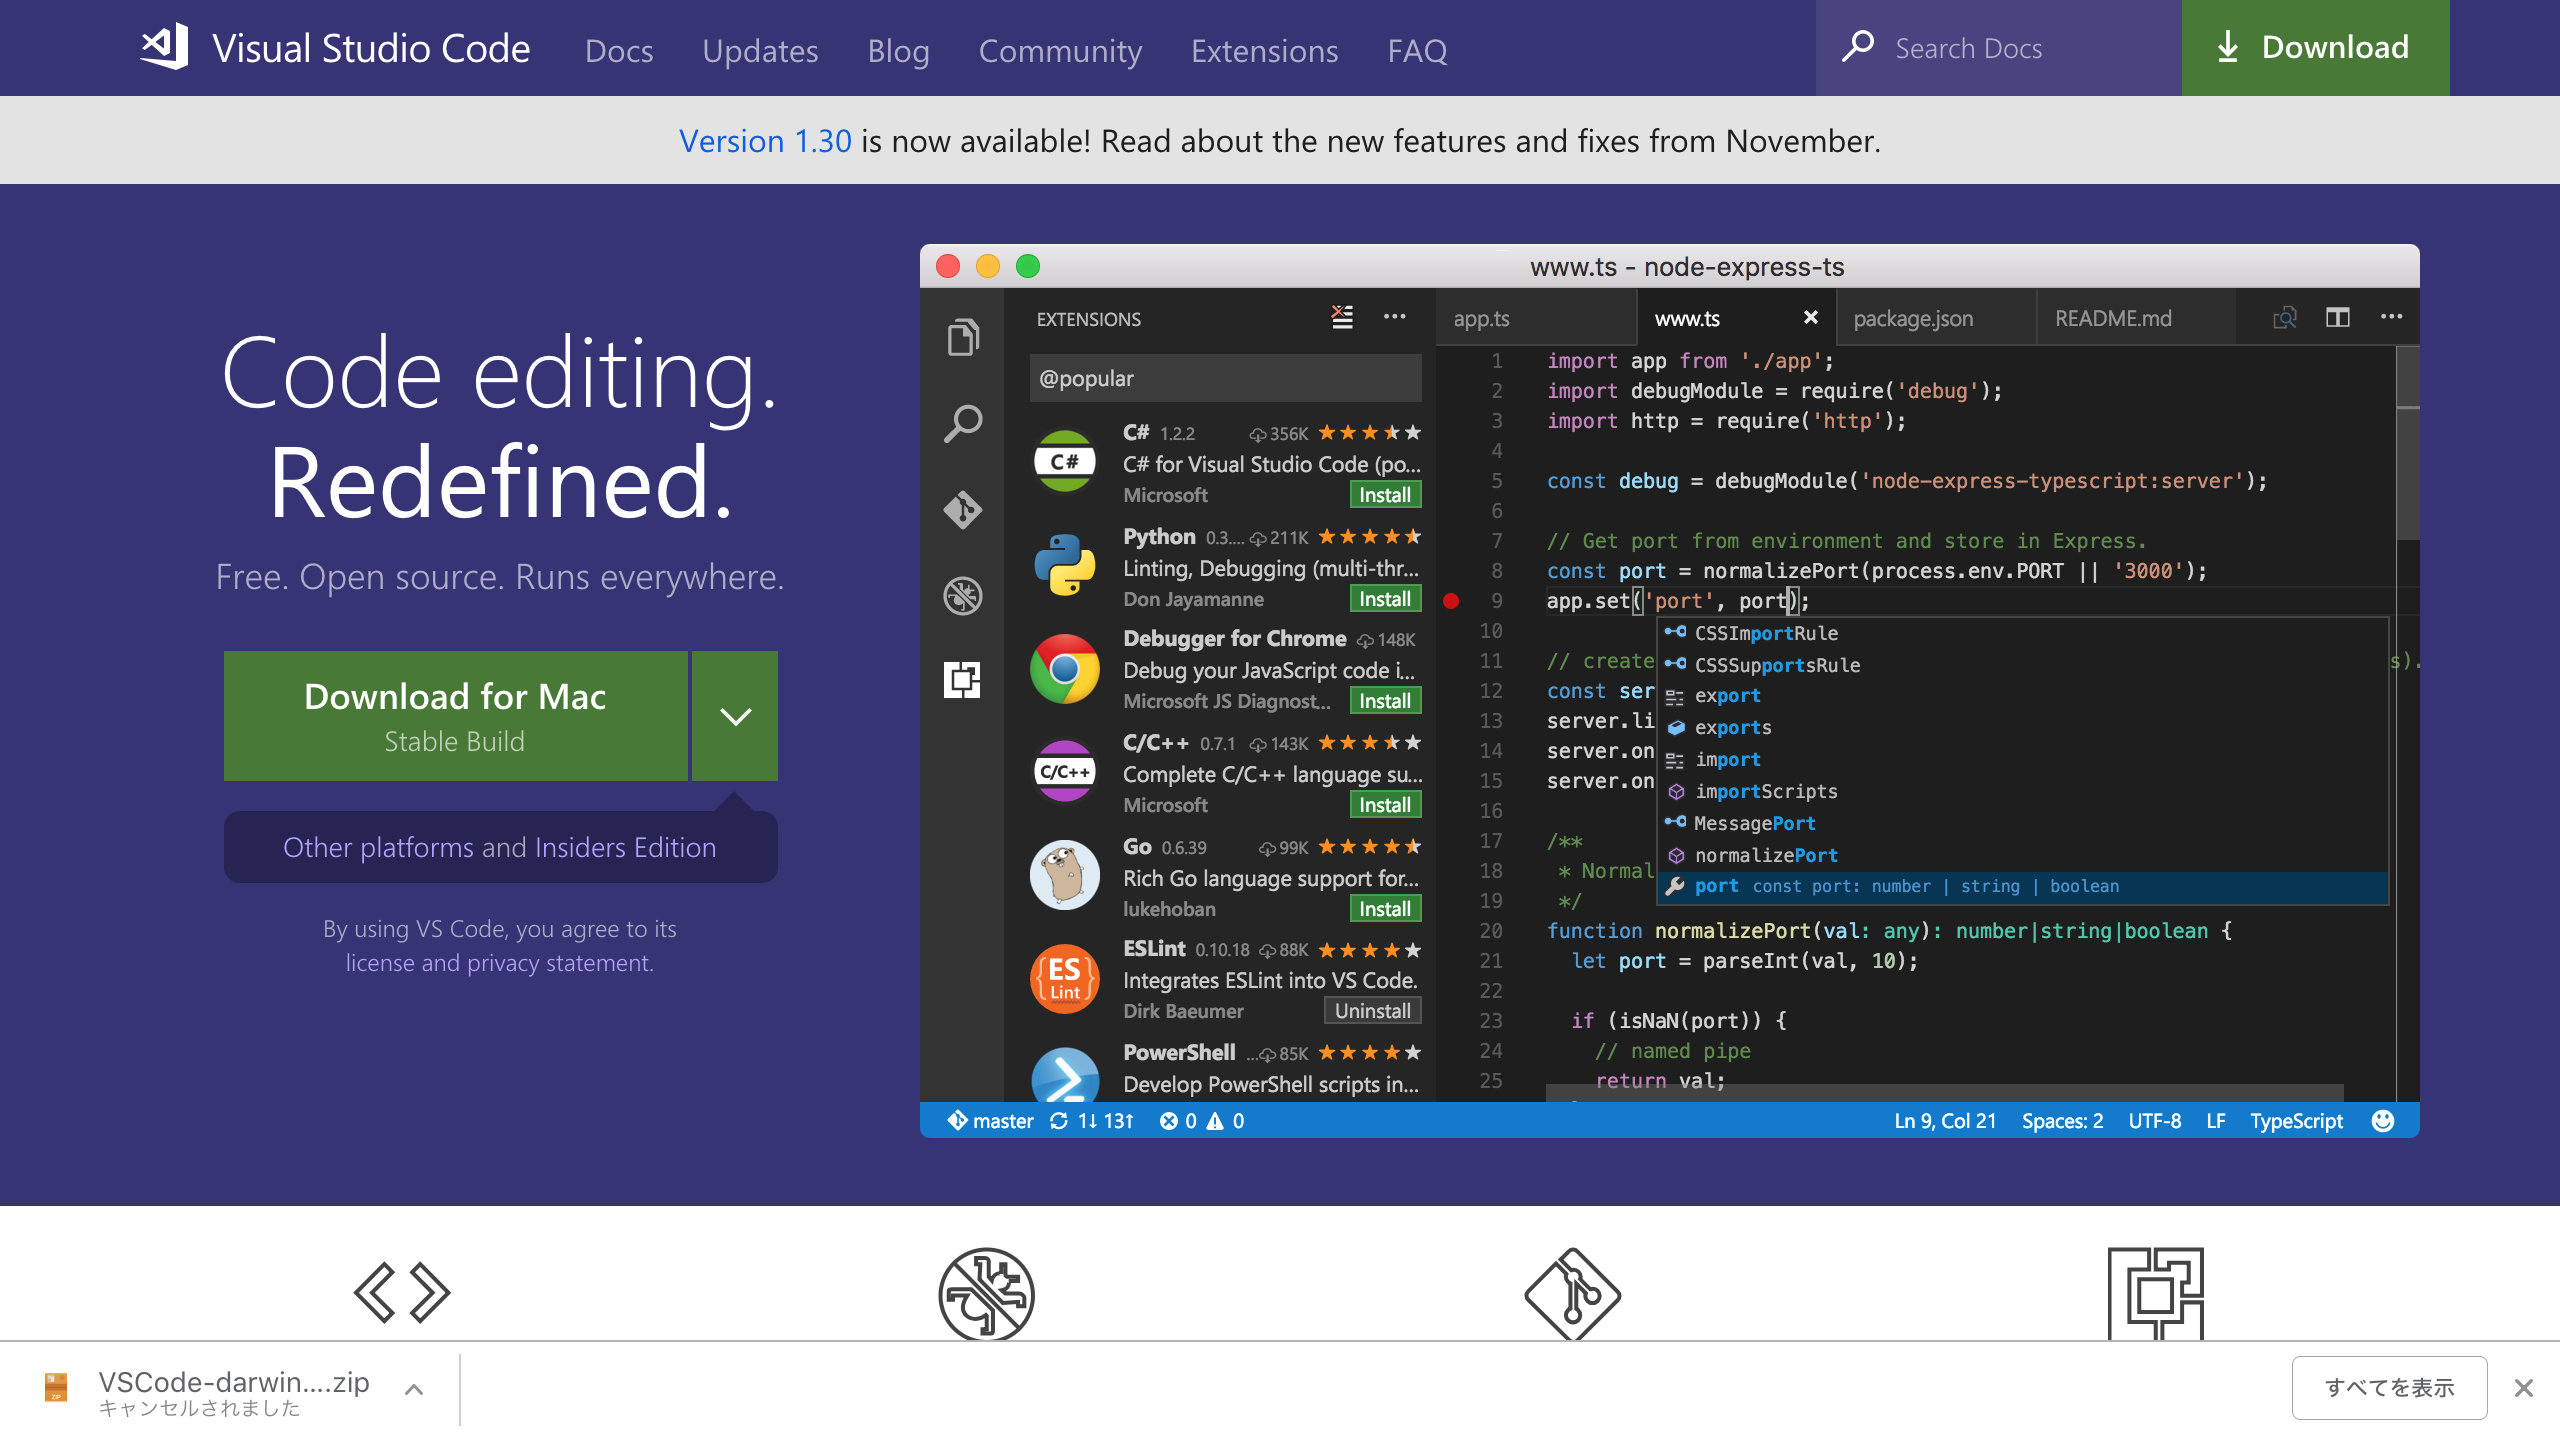 Visual Studio Code
Docs
Updates
Blog
Community
Extensions
FAQ
Search Docs
Download
Version 1.30 is now available! Read about the new features and fixes from November.
Code editing.
Redefined.
Free. Open source. Runs everywhere.
Download for Mac
Stable Build
Other platforms and Insiders Edition
By using VS Code, you agree to its
license and privacy statement.
www.ts - node-express-ts
EXTENSIONS
@popular
C# 1.2.2 356K
C#
C# for Visual Studio Code (po...
Microsoft Install
Python 0.3.... 211K
Linting, Debugging (multi-thr...
Don Jayamanne Install
Debugger for Chrome 148K
Debug your JavaScript code i...
Microsoft JS Diagnost... Install
C/C++ 0.7.1 143K
C/C++
Complete C/C++ language su...
Microsoft Install
Go 0.6.39 99K
Rich Go language support for...
lukehoban Install
ESLint 0.10.18 88K
ES
Lint
Integrates ESLint into VS Code.
Dirk Baeumer Uninstall
PowerShell ... 85K
Develop PowerShell scripts in...
app.ts
www.ts
package.json
README.md
1 import app from './app';
2 import debugModule = require('debug');
3 import http = require('http');
4
5 const debug = debugModule('node-express-typescript:server');
6
7 // Get port from environment and store in Express.
8 const port = normalizePort(process.env.PORT || '3000');
9 app.set('port', port);
10
11 // create s).
12 const ser
13 server.li
14 server.on
15 server.on
16
17 /**
18 * Normal
19 */
20 function normalizePort(val: any): number|string|boolean {
21 let port = parseInt(val, 10);
22
23 if (isNaN(port)) {
24 // named pipe
25 return val;
CSSImportRule
CSSSupportsRule
export
exports
import
importScripts
MessagePort
normalizePort
port const port: number | string | boolean
master 1↓ 13↑ 0 0
Ln 9, Col 21 Spaces: 2 UTF-8 LF TypeScript
VSCode-darwin....zip
キャンセルされました
ZIP
すべてを表示